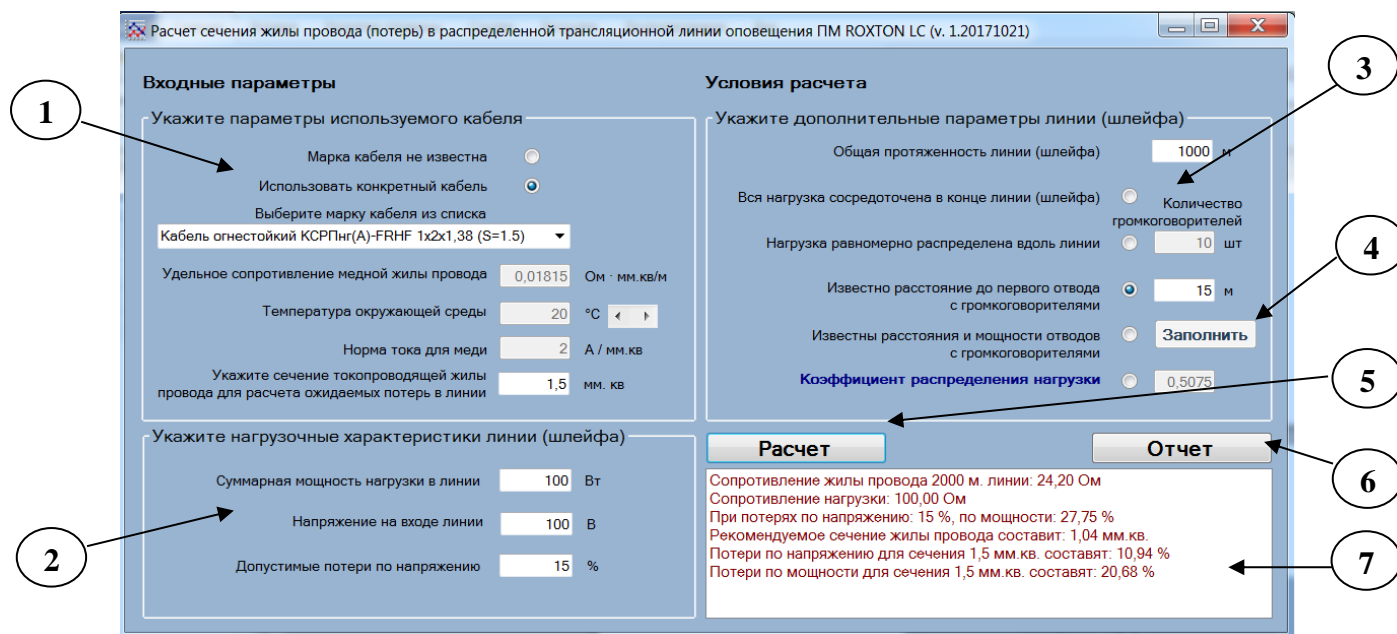 Расчет сечения жилы провода (потерь) в распределенной трансляционной линии оповещения ПМ ROXTON LC (v. 1.20171021)
Входные параметры
Укажите параметры используемого кабеля
Марка кабеля не известна
Использовать конкретный кабель
Выберите марку кабеля из списка
Кабель огнестойкий КСРПнг(А)-FRHF 1x2x1,38 (S=1.5)
Удельное сопротивление медной жилы провода 0,01815 Ом · мм.кв/м
Температура окружающей среды 20 °C
Норма тока для меди 2 А / мм.кв
Укажите сечение токопроводящей жилы
провода для расчета ожидаемых потерь в линии 1,5 мм. кв
Укажите нагрузочные характеристики линии (шлейфа)
Суммарная мощность нагрузки в линии 100 Вт
Напряжение на входе линии 100 В
Допустимые потери по напряжению 15 %
Условия расчета
Укажите дополнительные параметры линии (шлейфа)
Общая протяженность линии (шлейфа) 1000 м
Вся нагрузка сосредоточена в конце линии (шлейфа)
Количество
громкоговорителей
Нагрузка равномерно распределена вдоль линии 10 шт
Известно расстояние до первого отвода
с громкоговорителями 15 м
Известны расстояния и мощности отводов
с громкоговорителями Заполнить
Коэффициент распределения нагрузки 0,5075
Расчет Отчет
Сопротивление жилы провода 2000 м. линии: 24,20 Ом
Сопротивление нагрузки: 100,00 Ом
При потерях по напряжению: 15 %, по мощности: 27,75 %
Рекомендуемое сечение жилы провода составит: 1,04 мм.кв.
Потери по напряжению для сечения 1,5 мм.кв. составят: 10,94 %
Потери по мощности для сечения 1,5 мм.кв. составят: 20,68 %
1
2
3
4
5
6
7